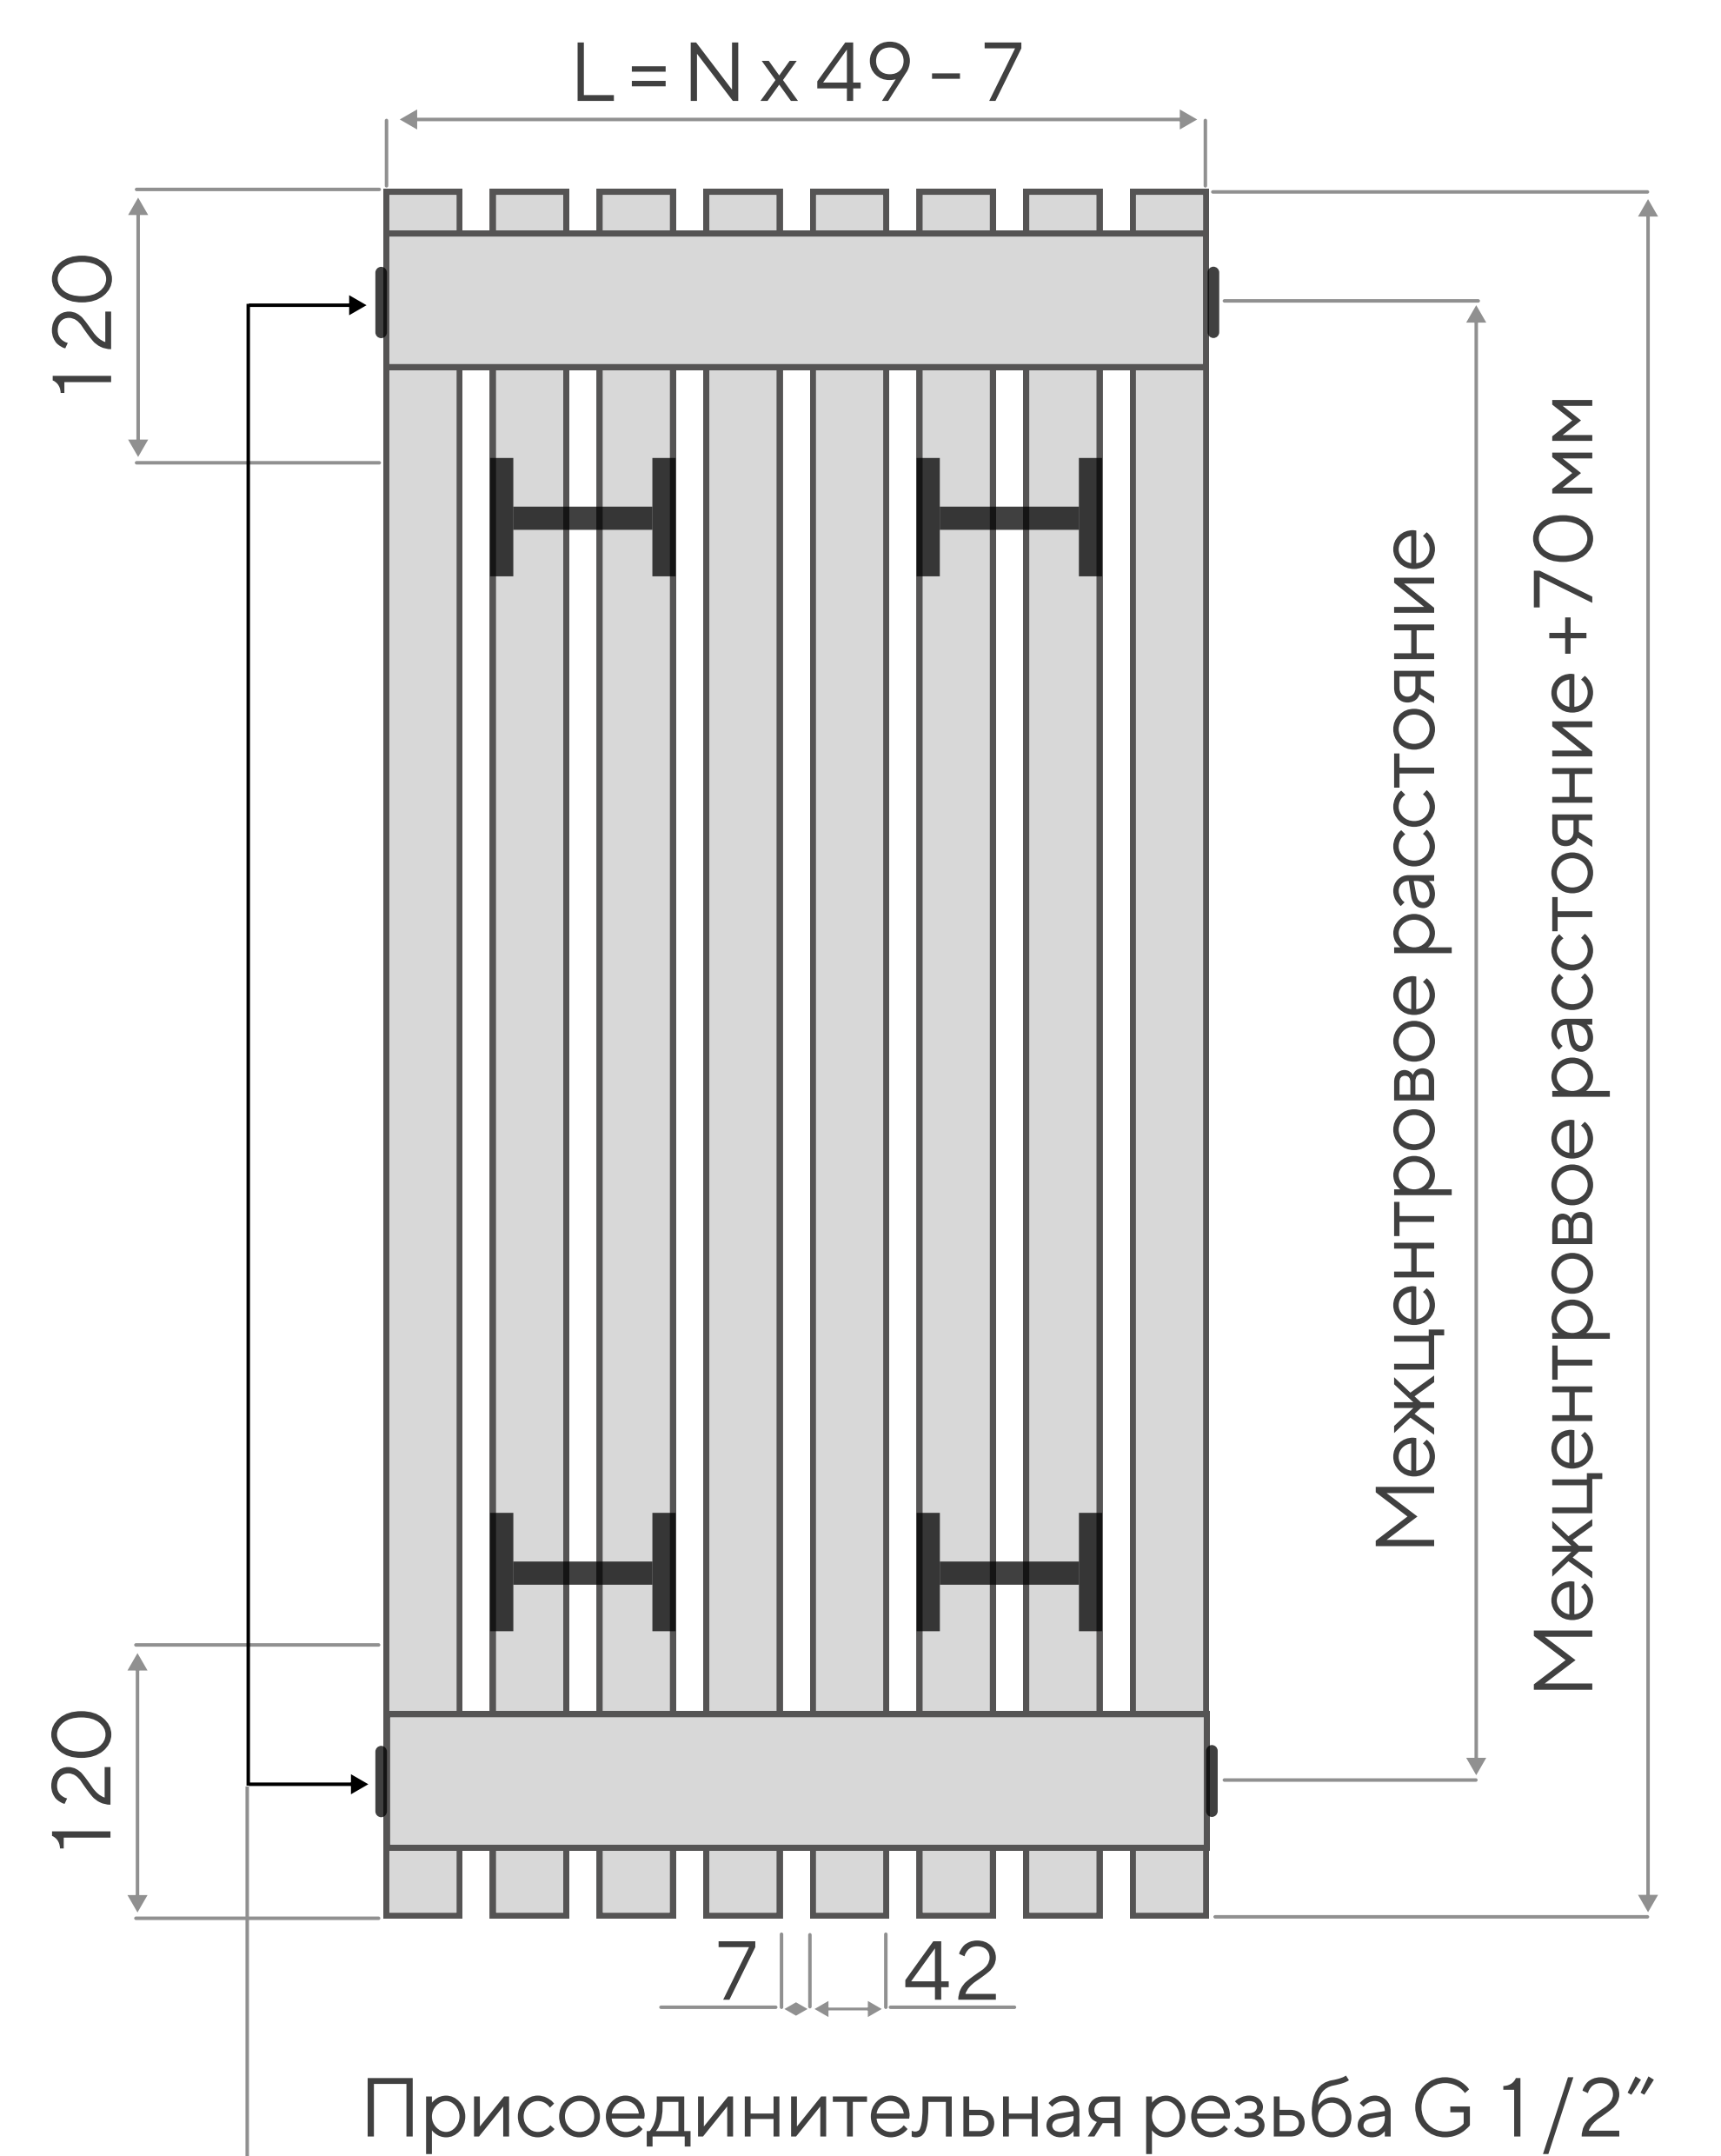 L = N x 49 – 7
120
Межцентровое расстояние
Межцентровое расстояние +70 мм
120
7
42
Присоединительная резьба G 1/2”